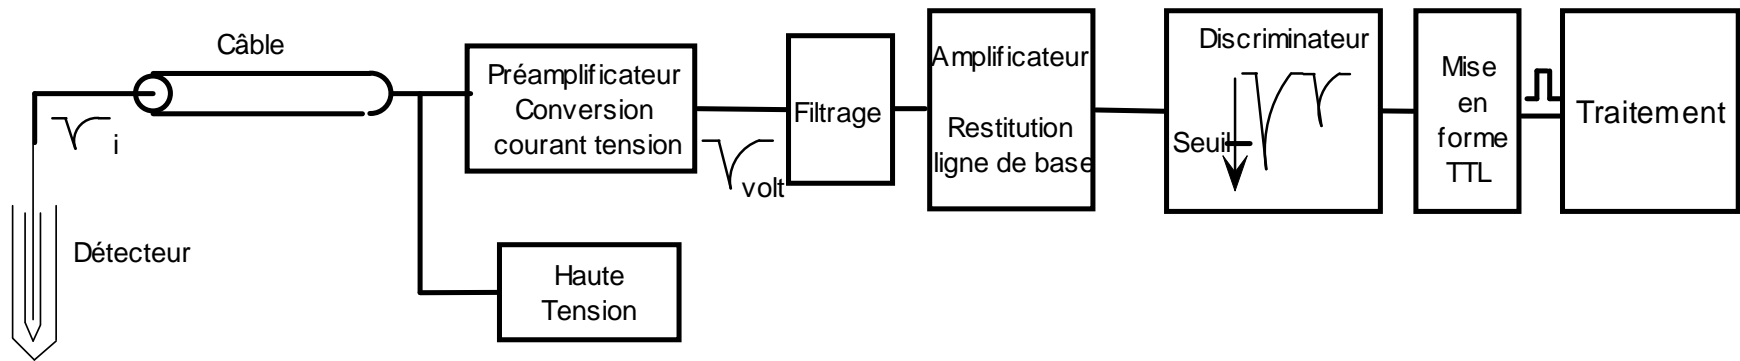 Câble
i
Détecteur
Préamplificateur
Conversion
courant tension
volt
Haute
Tension
Filtrage
Amplificateur
Restitution
ligne de base
Discriminateur
Seuil
Mise
en
forme
TTL
Traitement